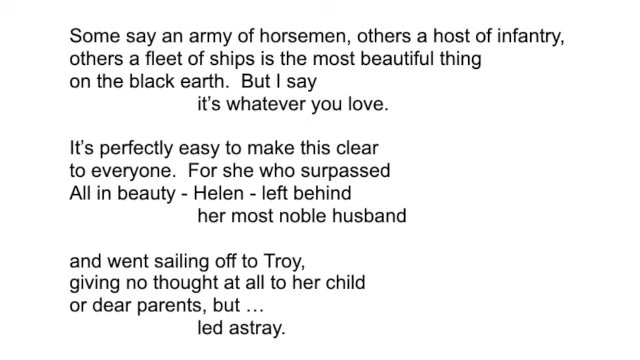 Some say an army of horsemen, others a host of infantry,
others a fleet of ships is the most beautiful thing
on the black earth.  But I say
it’s whatever you love.
It’s perfectly easy to make this clear
to everyone.  For she who surpassed
All in beauty - Helen - left behind
her most noble husband
and went sailing off to Troy,
giving no thought at all to her child
or dear parents, but …
led astray.